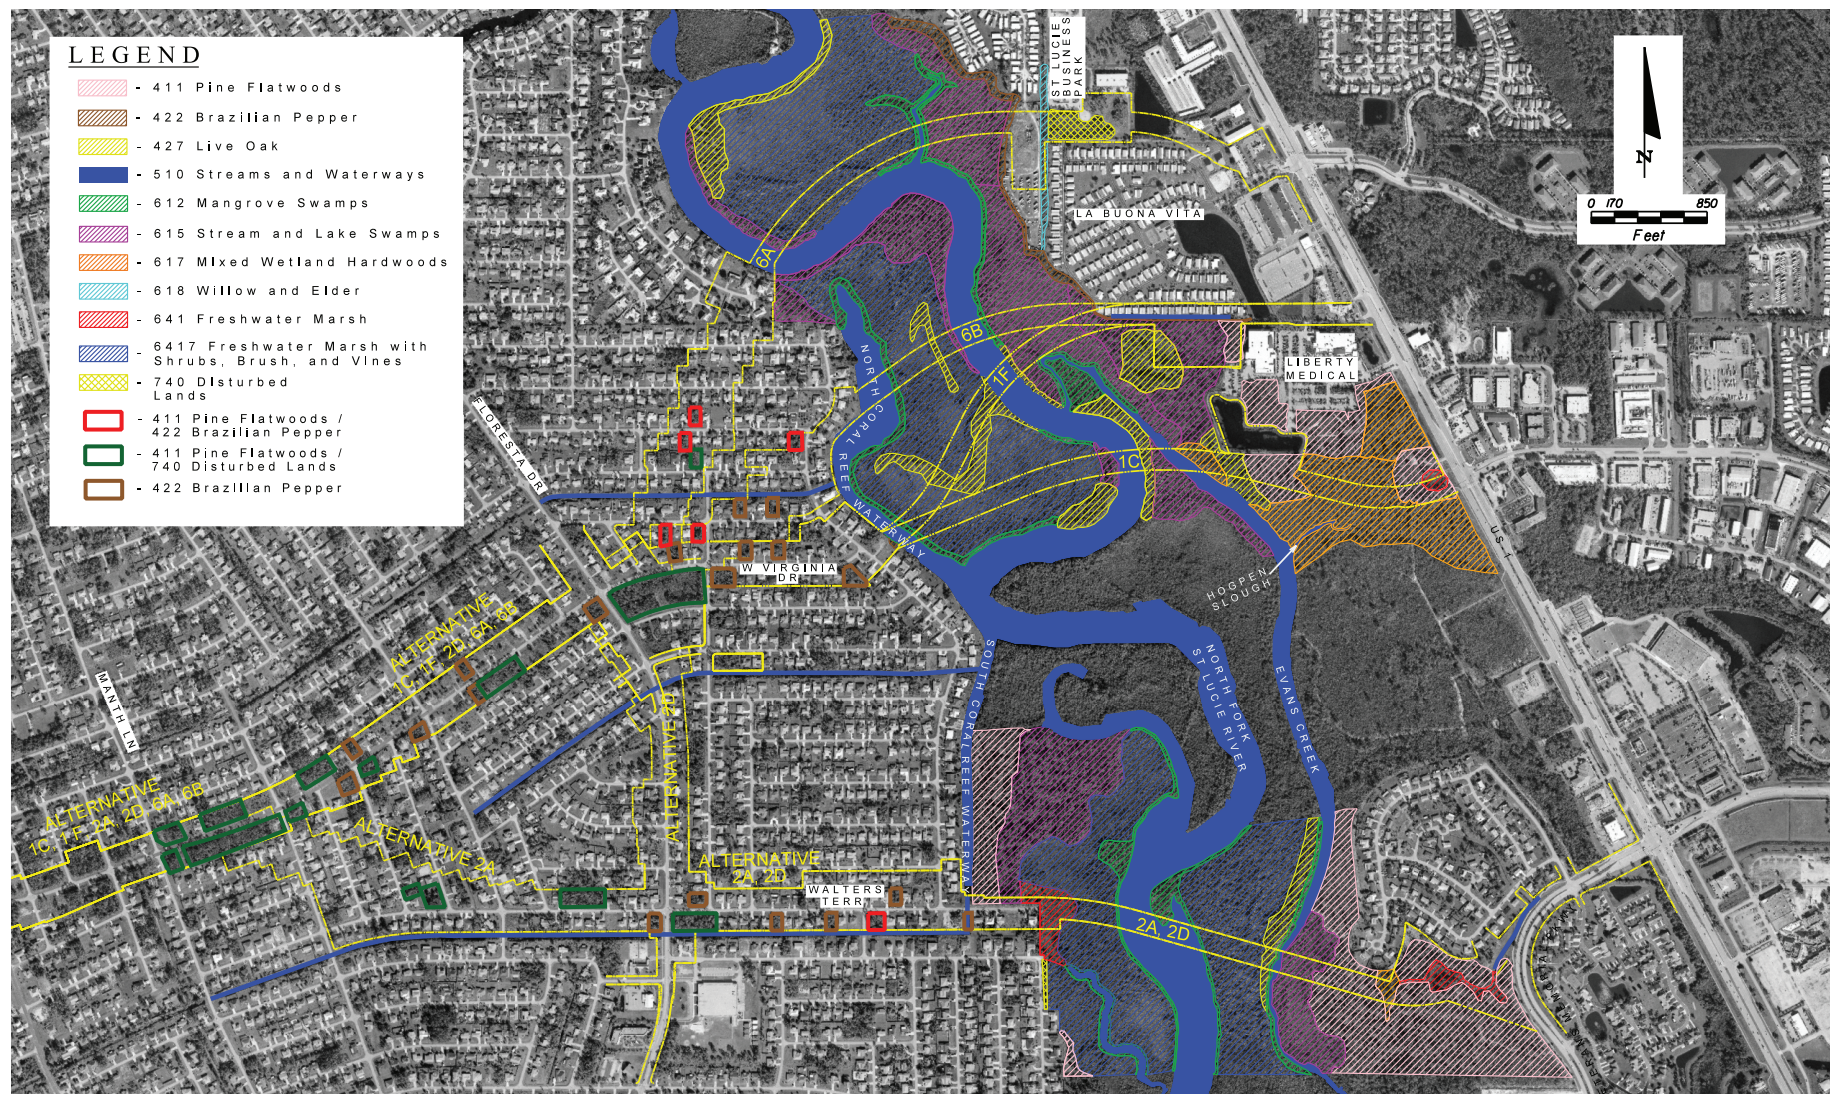 LEGEND
- 411 Pine Flatwoods
- 422 Brazilian Pepper
- 427 Live Oak
- 510 Streams and Waterways
- 612 Mangrove Swamps
- 615 Stream and Lake Swamps
- 617 Mixed Wetland Hardwoods
- 618 Willow and Elder
- 641 Freshwater Marsh
- 6417 Freshwater Marsh with
Shrubs, Brush, and Vines
- 740 Disturbed
Lands
- 411 Pine Flatwoods /
422 Brazilian Pepper
- 411 Pine Flatwoods /
740 Disturbed Lands
- 422 Brazilian Pepper
ST LUCIE
BUSINESS
PARK
N
0 170 850
Feet
LA BUONA VITA
6A
6B
1F
LIBERTY
MEDICAL
NORTH CORAL REEF WATERWAY
FLORESTA DR
1C
U.S. 1
W VIRGINIA
DR
HOGPEN
SLOUGH
ALTERNATIVE
1C, 1F, 2D, 6A, 6B
MANTH LN
SOUTH CORAL REEF WATERWAY
NORTH FORK
ST LUCIE RIVER
EVANS CREEK
ALTERNATIVE 2D
ALTERNATIVE
1C, 1F, 2A, 2D, 6A, 6B
ALTERNATIVE 2A
ALTERNATIVE
2A, 2D
WALTERS
TERR
2A, 2D